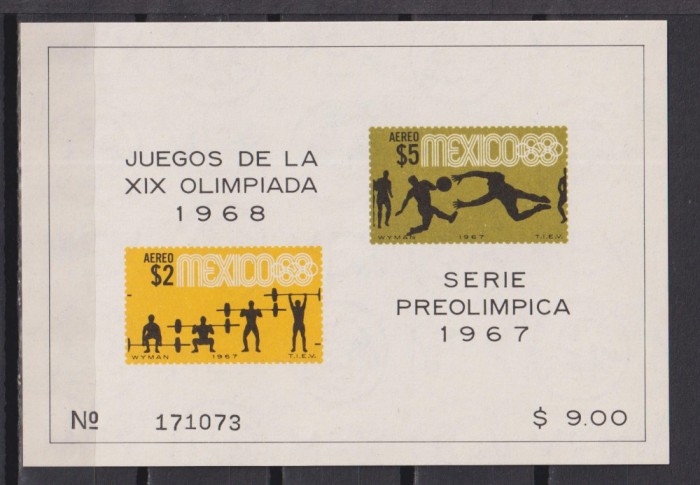 JUEGOS DE LA
XIX OLIMPIADA
1968
AEREO
$5 MEXICO68
WYMAN 1967 T.I.E.V.
AEREO
$2 MEXICO68
WYMAN 1967 T.I.E.V.
SERIE
PREOLIMPICA
1967
Nº 171073
$ 9.00